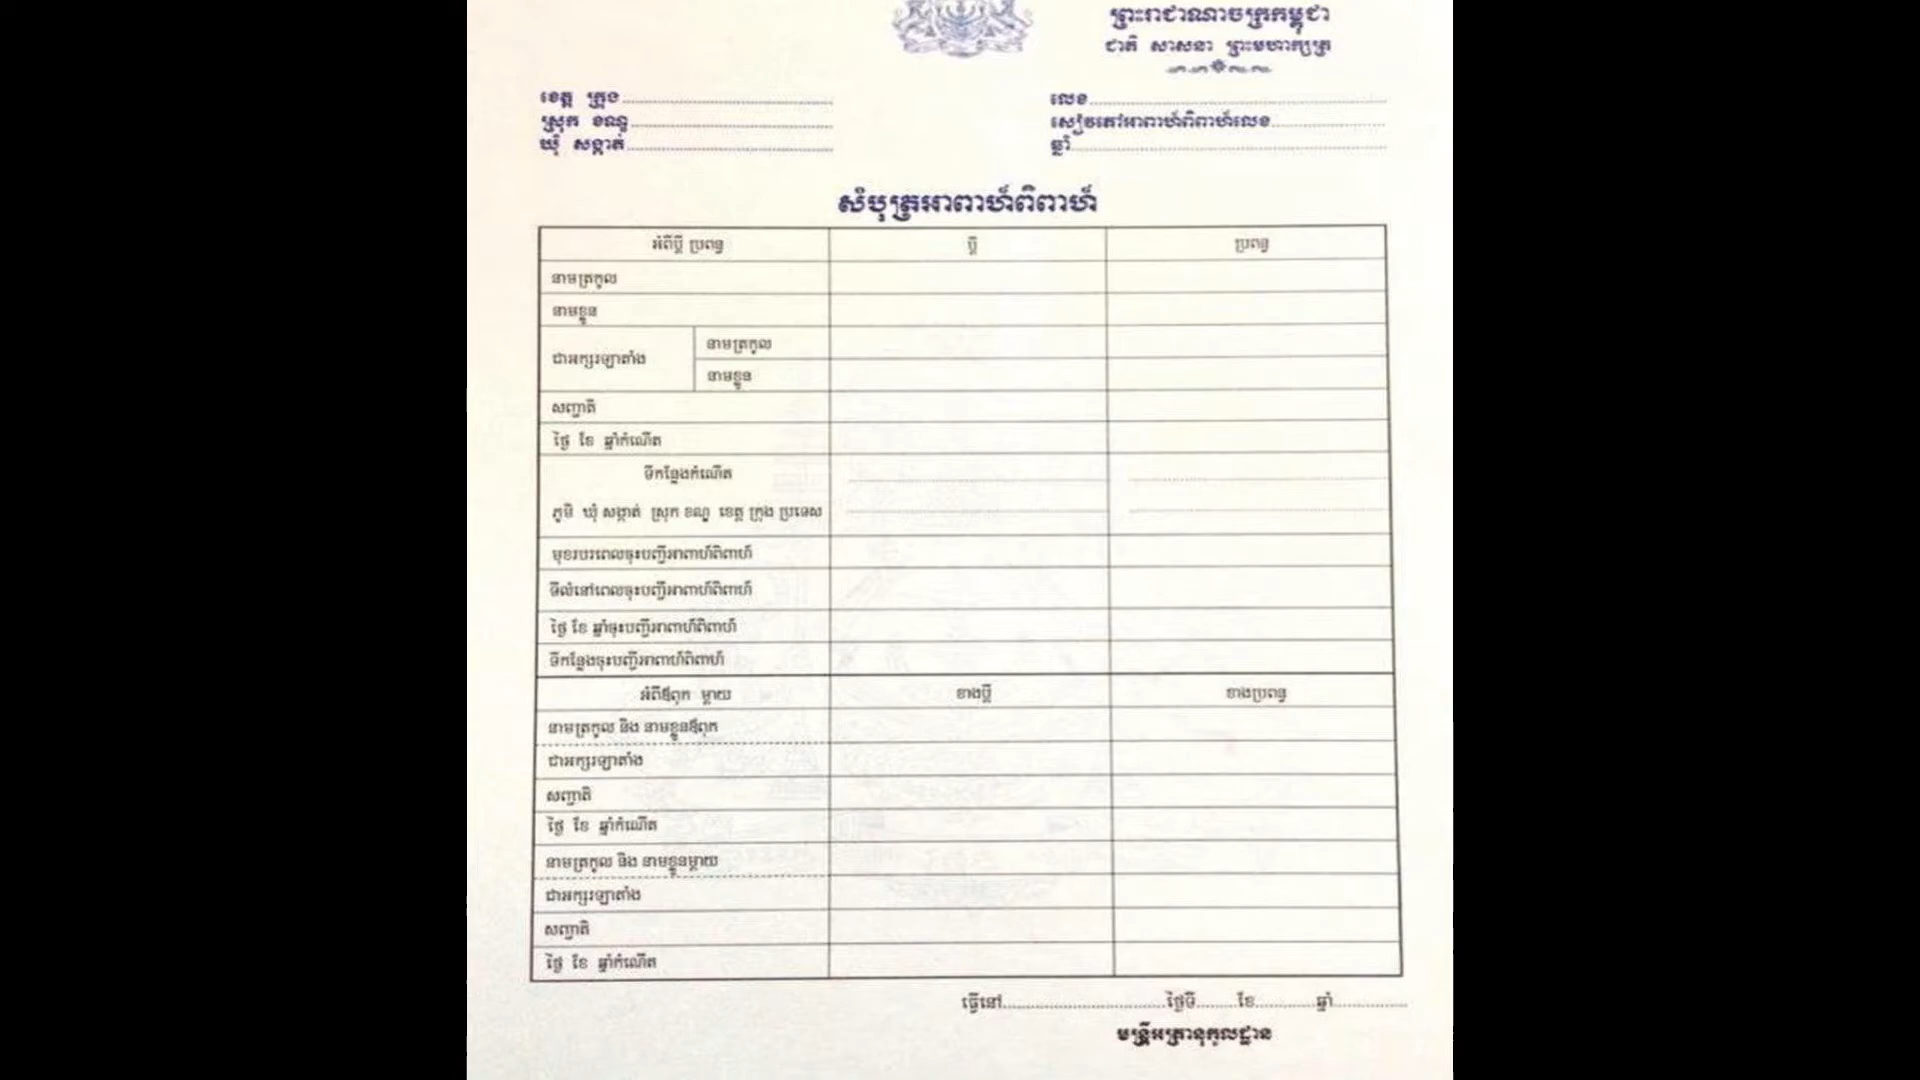 ព្រះរាជាណាចក្រកម្ពុជា
ជាតិ សាសនា ព្រះមហាក្សត្រ
ខេត្ត ក្រុង
ស្រុក ខណ្ឌ
ឃុំ សង្កាត់
លេខ
សៀវភៅអាពាហ៍ពិពាហ៍លេខ
ឆ្នាំ
សំបុត្រអាពាហ៍ពិពាហ៍
អំពីប្តី ប្រពន្ធ ប្តី ប្រពន្ធ
នាមត្រកូល
នាមខ្លួន
ជាអក្សរឡាតាំង
នាមត្រកូល
នាមខ្លួន
សញ្ជាតិ
ថ្ងៃ ខែ ឆ្នាំកំណើត
ទីកន្លែងកំណើត
ភូមិ ឃុំ សង្កាត់ ស្រុក ខណ្ឌ ខេត្ត ក្រុង ប្រទេស
មុខរបរពេលចុះបញ្ជីអាពាហ៍ពិពាហ៍
ទីលំនៅពេលចុះបញ្ជីអាពាហ៍ពិពាហ៍
ថ្ងៃ ខែ ឆ្នាំចុះបញ្ជីអាពាហ៍ពិពាហ៍
ទីកន្លែងចុះបញ្ជីអាពាហ៍ពិពាហ៍
អំពីឪពុក ម្តាយ ខាងប្តី ខាងប្រពន្ធ
នាមត្រកូល និង នាមខ្លួនឪពុក
ជាអក្សរឡាតាំង
សញ្ជាតិ
ថ្ងៃ ខែ ឆ្នាំកំណើត
នាមត្រកូល និង នាមខ្លួនម្តាយ
ជាអក្សរឡាតាំង
សញ្ជាតិ
ថ្ងៃ ខែ ឆ្នាំកំណើត
ធ្វើនៅ ថ្ងៃទី ខែ ឆ្នាំ
មន្ត្រីអត្រានុកូលដ្ឋាន